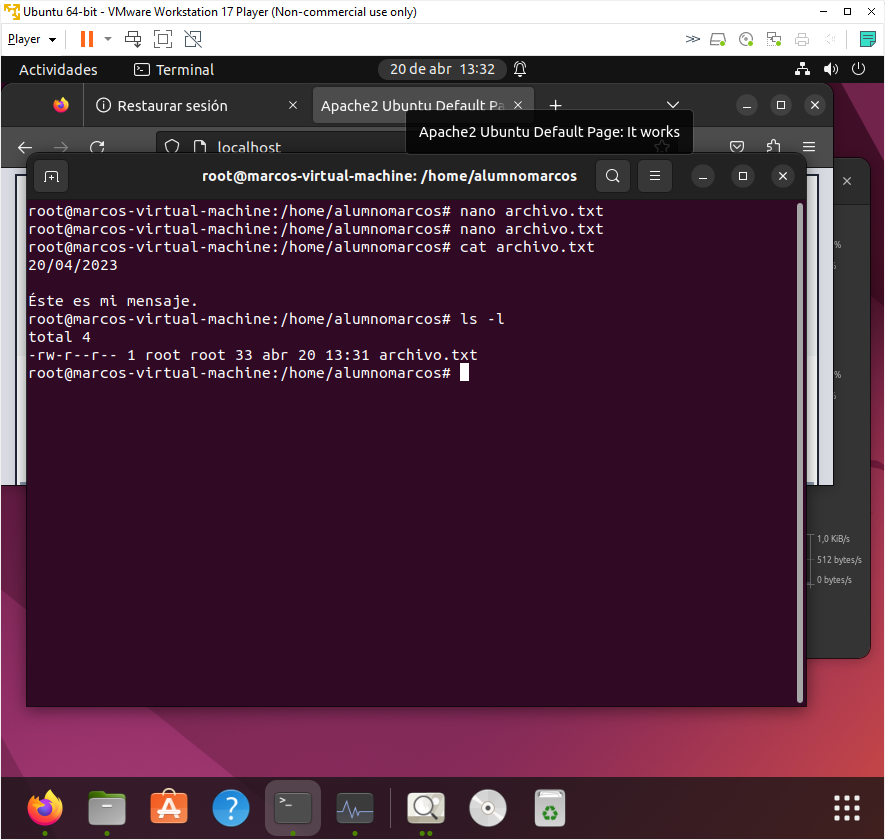 Ubuntu 64-bit - VMware Workstation 17 Player (Non-commercial use only)
Player
Actividades
Terminal
20 de abr 13:32
Restaurar sesión
Apache2 Ubuntu Default Pa
Apache2 Ubuntu Default Page: It works
localhost
root@marcos-virtual-machine: /home/alumnomarcos
root@marcos-virtual-machine:/home/alumnomarcos# nano archivo.txt
root@marcos-virtual-machine:/home/alumnomarcos# nano archivo.txt
root@marcos-virtual-machine:/home/alumnomarcos# cat archivo.txt
20/04/2023
Éste es mi mensaje.
root@marcos-virtual-machine:/home/alumnomarcos# ls -l
total 4
-rw-r--r-- 1 root root 33 abr 20 13:31 archivo.txt
root@marcos-virtual-machine:/home/alumnomarcos#
%
%
1,0 KiB/s
512 bytes/s
0 bytes/s